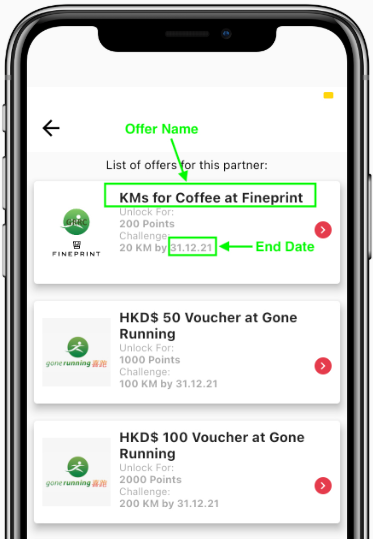 Offer Name
List of offers for this partner:
KMs for Coffee at Fineprint
Unlock For:
200 Points
Challenge:
20 KM by 31.12.21
End Date
GRRC
FINEPRINT
HKD$ 50 Voucher at Gone
Running
Unlock For:
1000 Points
Challenge:
100 KM by 31.12.21
gone running 喜跑
HKD$ 100 Voucher at Gone
Running
Unlock For:
2000 Points
Challenge:
200 KM by 31.12.21
gone running 喜跑